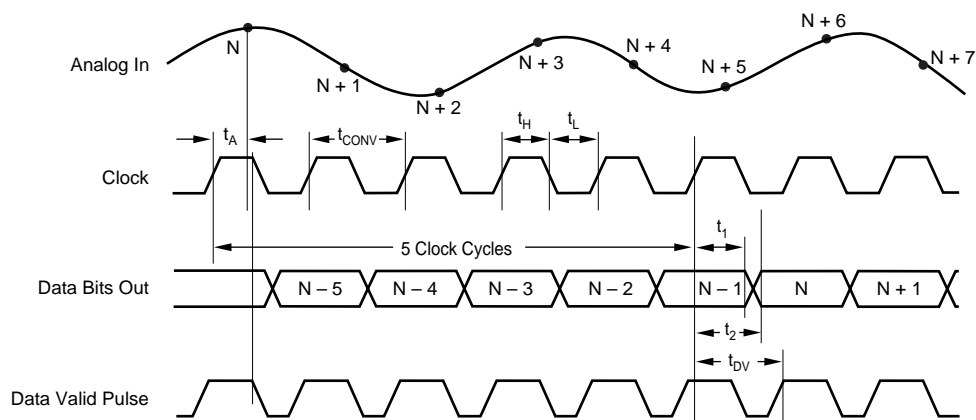 N + 6
N
N + 4
N + 7
Analog In
N + 3
N + 5
N + 1
N + 2
tA
tCONV
tH
tL
Clock
t1
5 Clock Cycles
Data Bits Out
N – 5
N – 4
N – 3
N – 2
N – 1
N
N + 1
t2
tDV
Data Valid Pulse